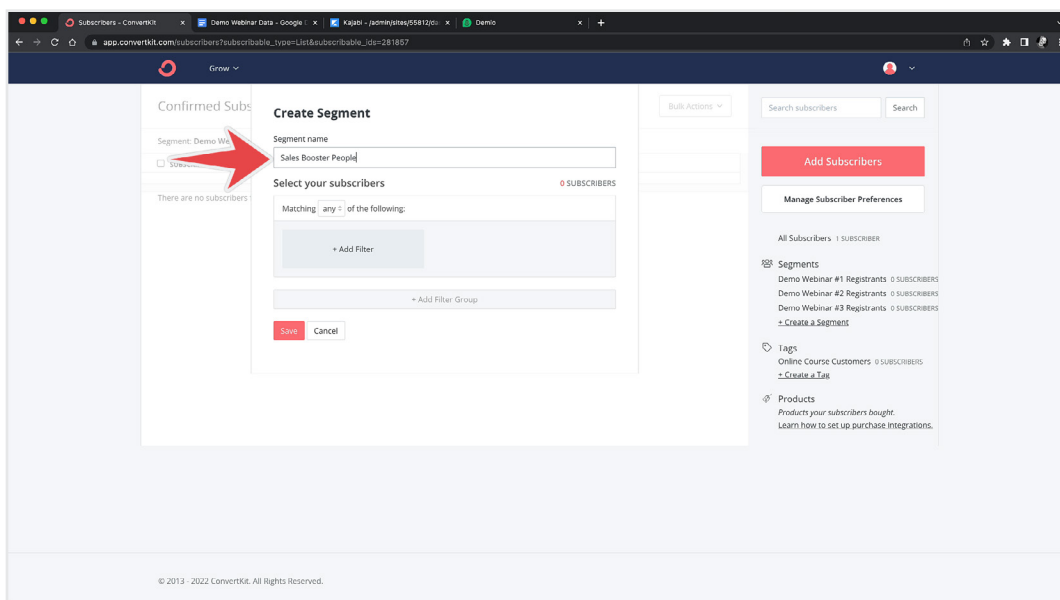 Subscribers - ConvertKit
Demo Webinar Data - Google
Kajabi - /admin/sites/55812/da
Demio
app.convertkit.com/subscribers?subscribable_type=List&subscribable_ids=281857
Grow
Confirmed Subs
Bulk Actions
Search subscribers
Search
Create Segment
Segment: Demo We
Segment name
Sales Booster People
Add Subscribers
Select your subscribers
0 SUBSCRIBERS
There are no subscribers
Matching any of the following:
Manage Subscriber Preferences
+ Add Filter
All Subscribers 1 SUBSCRIBER
Segments
Demo Webinar #1 Registrants 0 SUBSCRIBERS
Demo Webinar #2 Registrants 0 SUBSCRIBERS
+ Add Filter Group
Demo Webinar #3 Registrants 0 SUBSCRIBERS
+ Create a Segment
Save
Cancel
Tags
Online Course Customers 0 SUBSCRIBERS
+ Create a Tag
Products
Products your subscribers bought.
Learn how to set up purchase integrations.
© 2013 - 2022 ConvertKit. All Rights Reserved.